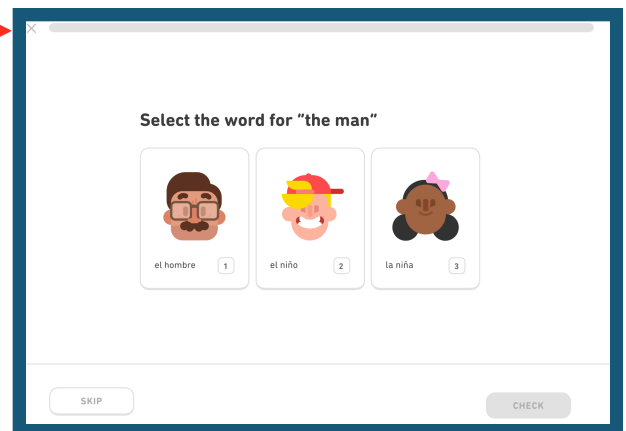 Select the word for “the man”
el hombre 1
el niño 2
la niña 3
SKIP
CHECK